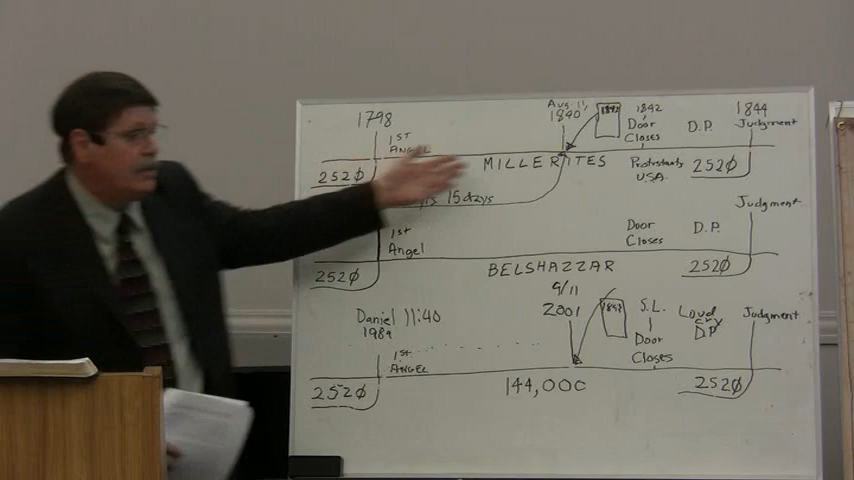 1798
1ST
ANGEL
Aug. 11,
1840
1842
Door
Closes
D.P.
1844
Judgment
2520
MILLERITES
Protestants
USA
2520
15 days
1st
Angel
Door
Closes
D.P.
Judgment
2520
BELSHAZZAR
2520
Daniel 11:40
1989
9/11
2001
S.L.
Door
Closes
Loud
cry
D.P.
Judgment
1st
ANGEL
2520
144,000
2520